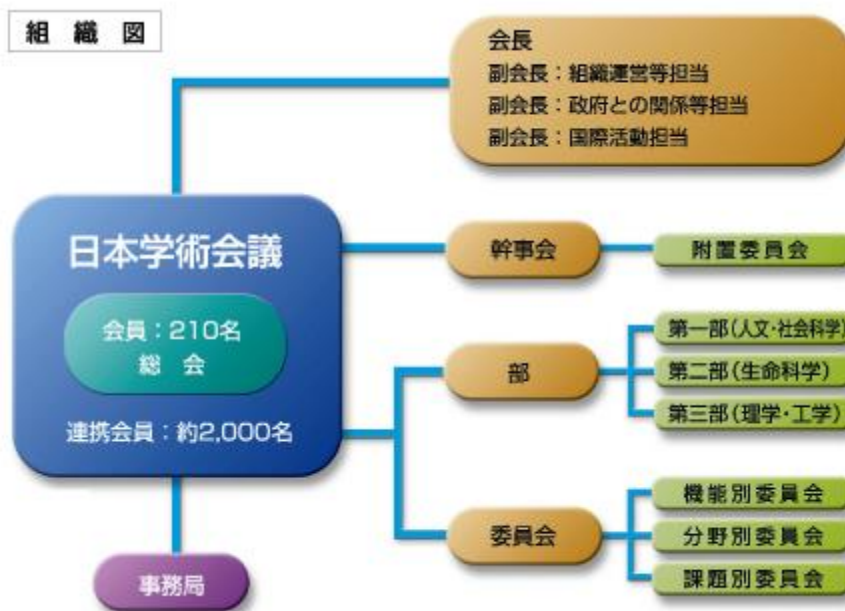 組織図
会長
副会長：組織運営等担当
副会長：政府との関係等担当
副会長：国際活動担当
日本学術会議
会員：210名
総会
連携会員：約2,000名
幹事会
附置委員会
部
第一部（人文・社会科学）
第二部（生命科学）
第三部（理学・工学）
委員会
機能別委員会
分野別委員会
課題別委員会
事務局